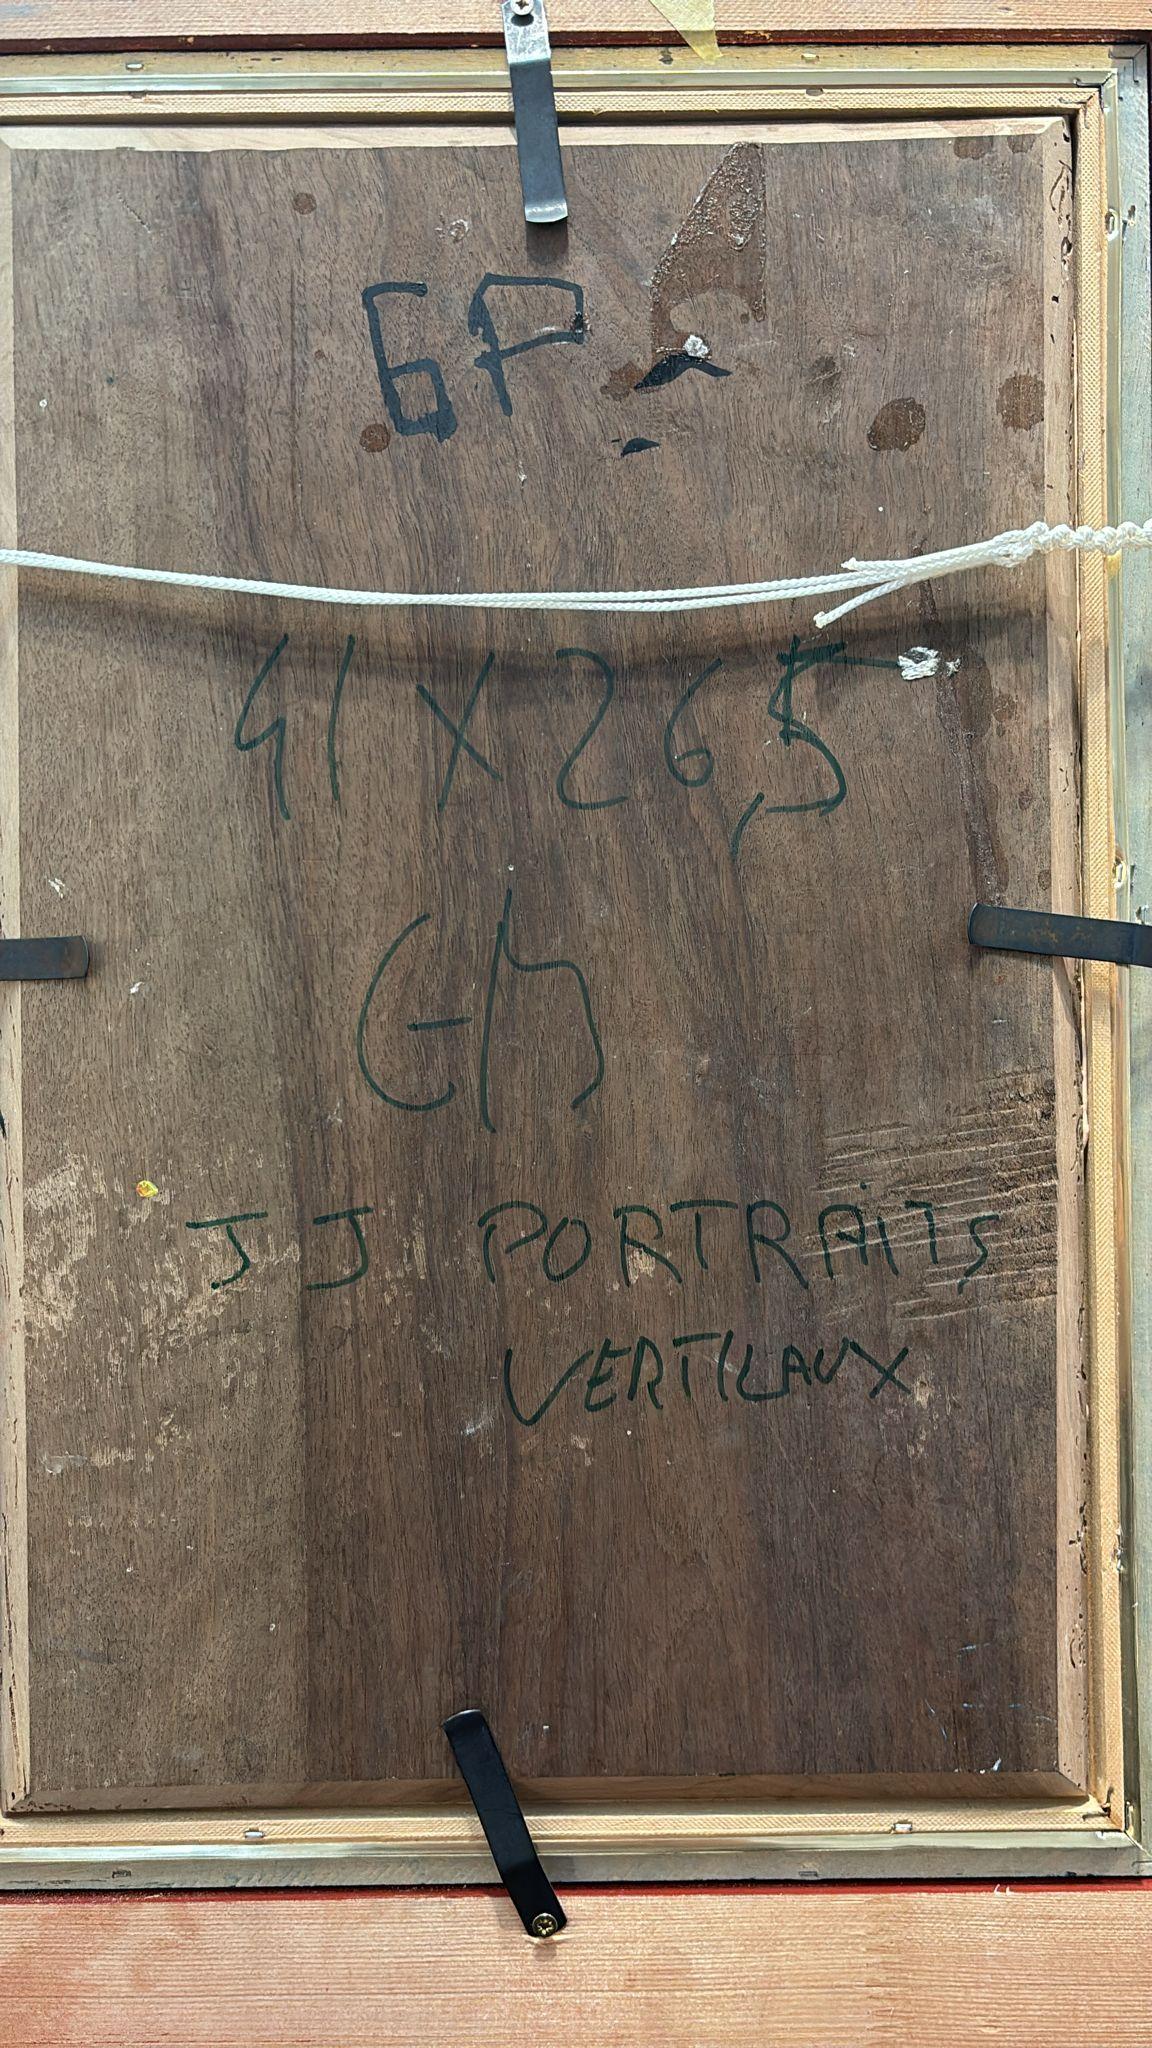 6P
41 X 26,5
JJ PORTRAiTS
VERTICAUX